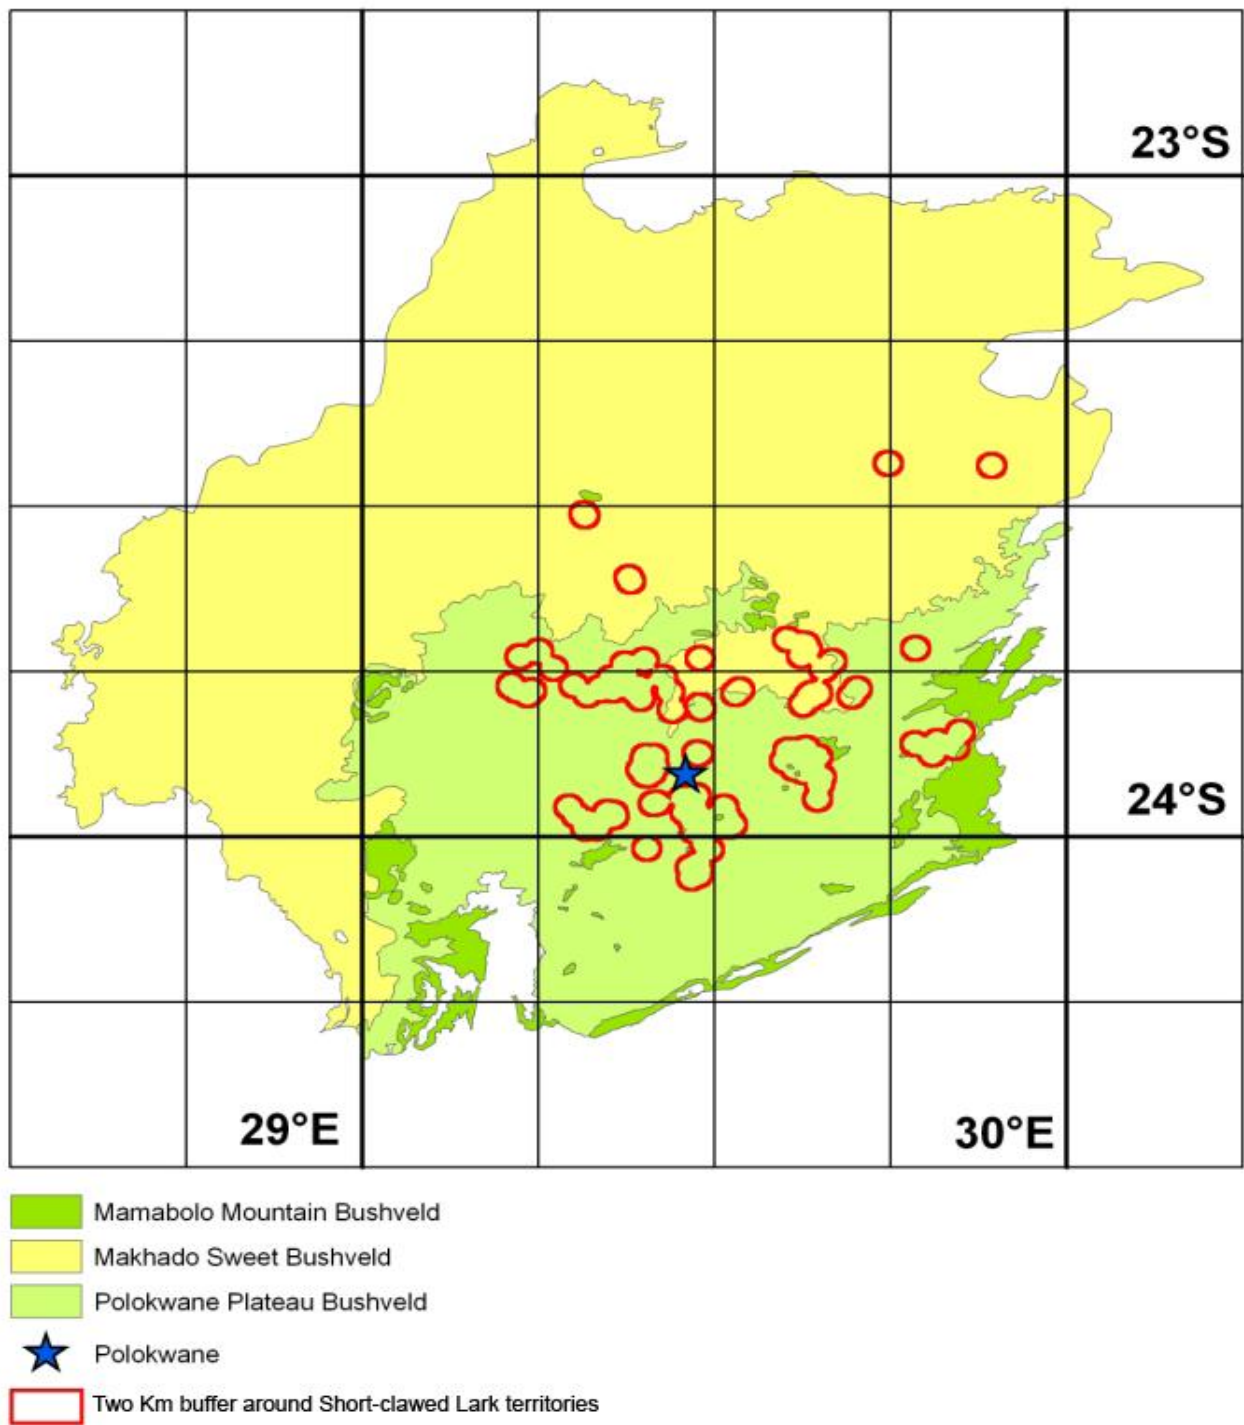 23°S
24°S
29°E
30°E
Mamabolo Mountain Bushveld
Makhado Sweet Bushveld
Polokwane Plateau Bushveld
Polokwane
Two Km buffer around Short-clawed Lark territories